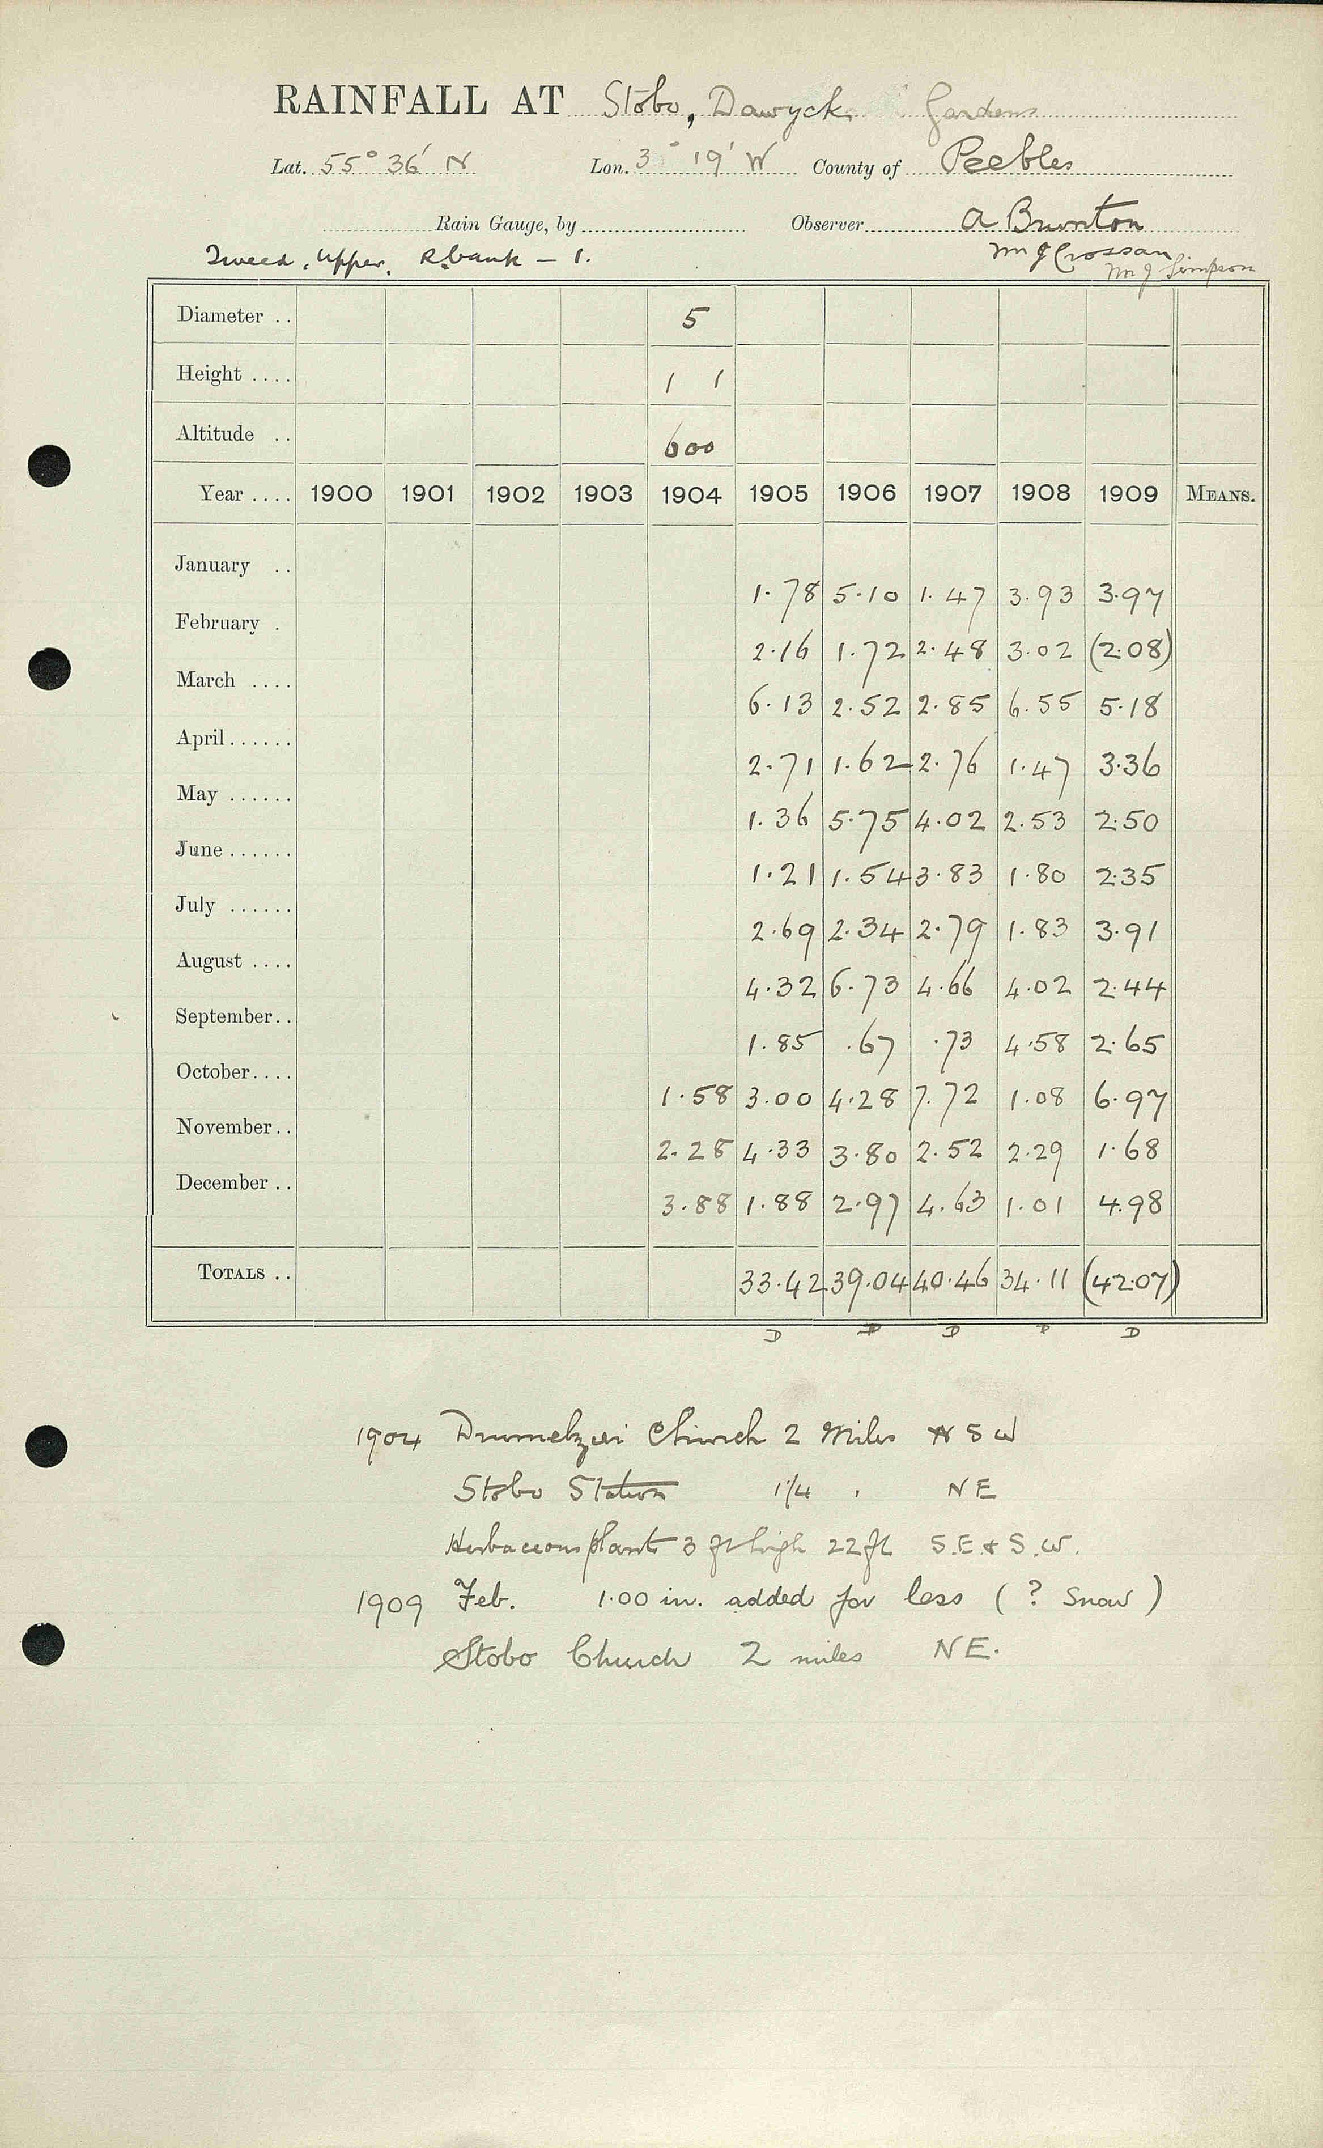 RAINFALL AT Stobo, Dawyck Gardens
Lat. 55° 36' N Lon. 3° 19' W County of Peebles
Rain Gauge, by Observer A Brunton
Tweed, Upper, R. bank - 1. Mr J Crossan
Mr J Simpson
Diameter .. 5
Height .... 1 1
Altitude .. 600
Year .... 1900 1901 1902 1903 1904 1905 1906 1907 1908 1909 MEANS.
January .. 1.78 5.10 1.47 3.93 3.97
February . 2.16 1.72 2.48 3.02 (2.08)
March .... 6.13 2.52 2.85 6.55 5.18
April ...... 2.71 1.62 2.76 1.47 3.36
May ...... 1.36 5.75 4.02 2.53 2.50
June ...... 1.21 1.54 3.83 1.80 2.35
July ...... 2.69 2.34 2.79 1.83 3.91
August .... 4.32 6.73 4.66 4.02 2.44
September .. 1.85 .67 .73 4.58 2.65
October .... 1.58 3.00 4.28 7.72 1.08 6.97
November .. 2.28 4.33 3.80 2.52 2.29 1.68
December .. 3.88 1.88 2.97 4.63 1.01 4.98
TOTALS .. 33.42 39.04 40.46 34.11 (42.07)
D D D
1904 Drumelzier Church 2 Miles S W
Stobo Station 1 1/4 NE
Herbaceous plants 3 ft high 22 ft S.E & S.W.
1909 Feb. 1.00 in. added for loss (? Snow)
Stobo Church 2 miles NE.